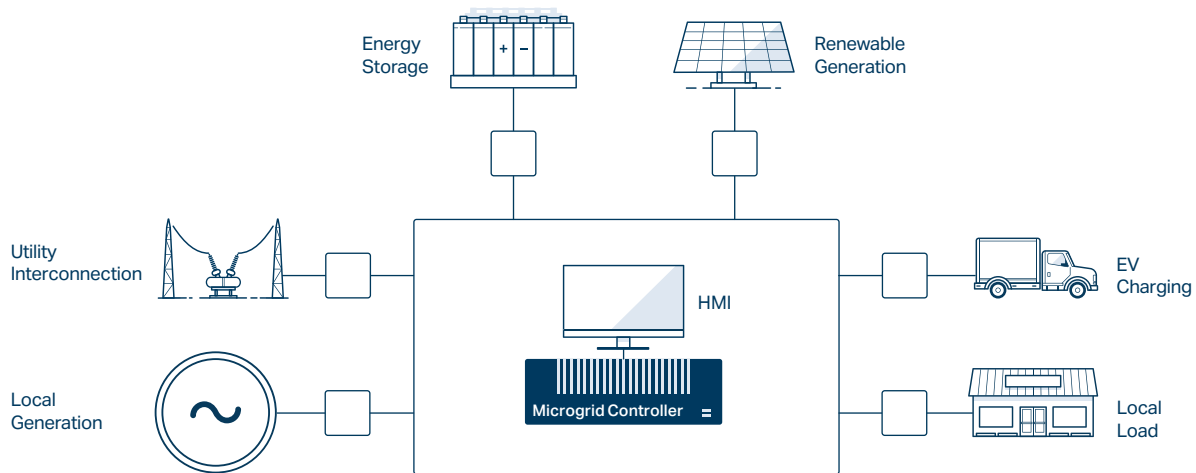 Energy
Storage
+ −
Renewable
Generation
Utility
Interconnection
HMI
EV
Charging
Microgrid Controller
Local
Generation
Local
Load